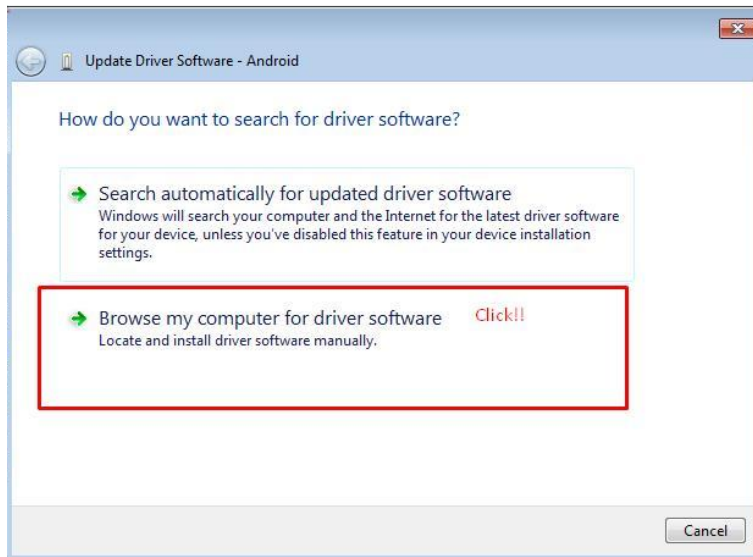 Update Driver Software - Android
How do you want to search for driver software?
Search automatically for updated driver software
Windows will search your computer and the Internet for the latest driver software
for your device, unless you've disabled this feature in your device installation
settings.
Browse my computer for driver software Click!!
Locate and install driver software manually.
Cancel